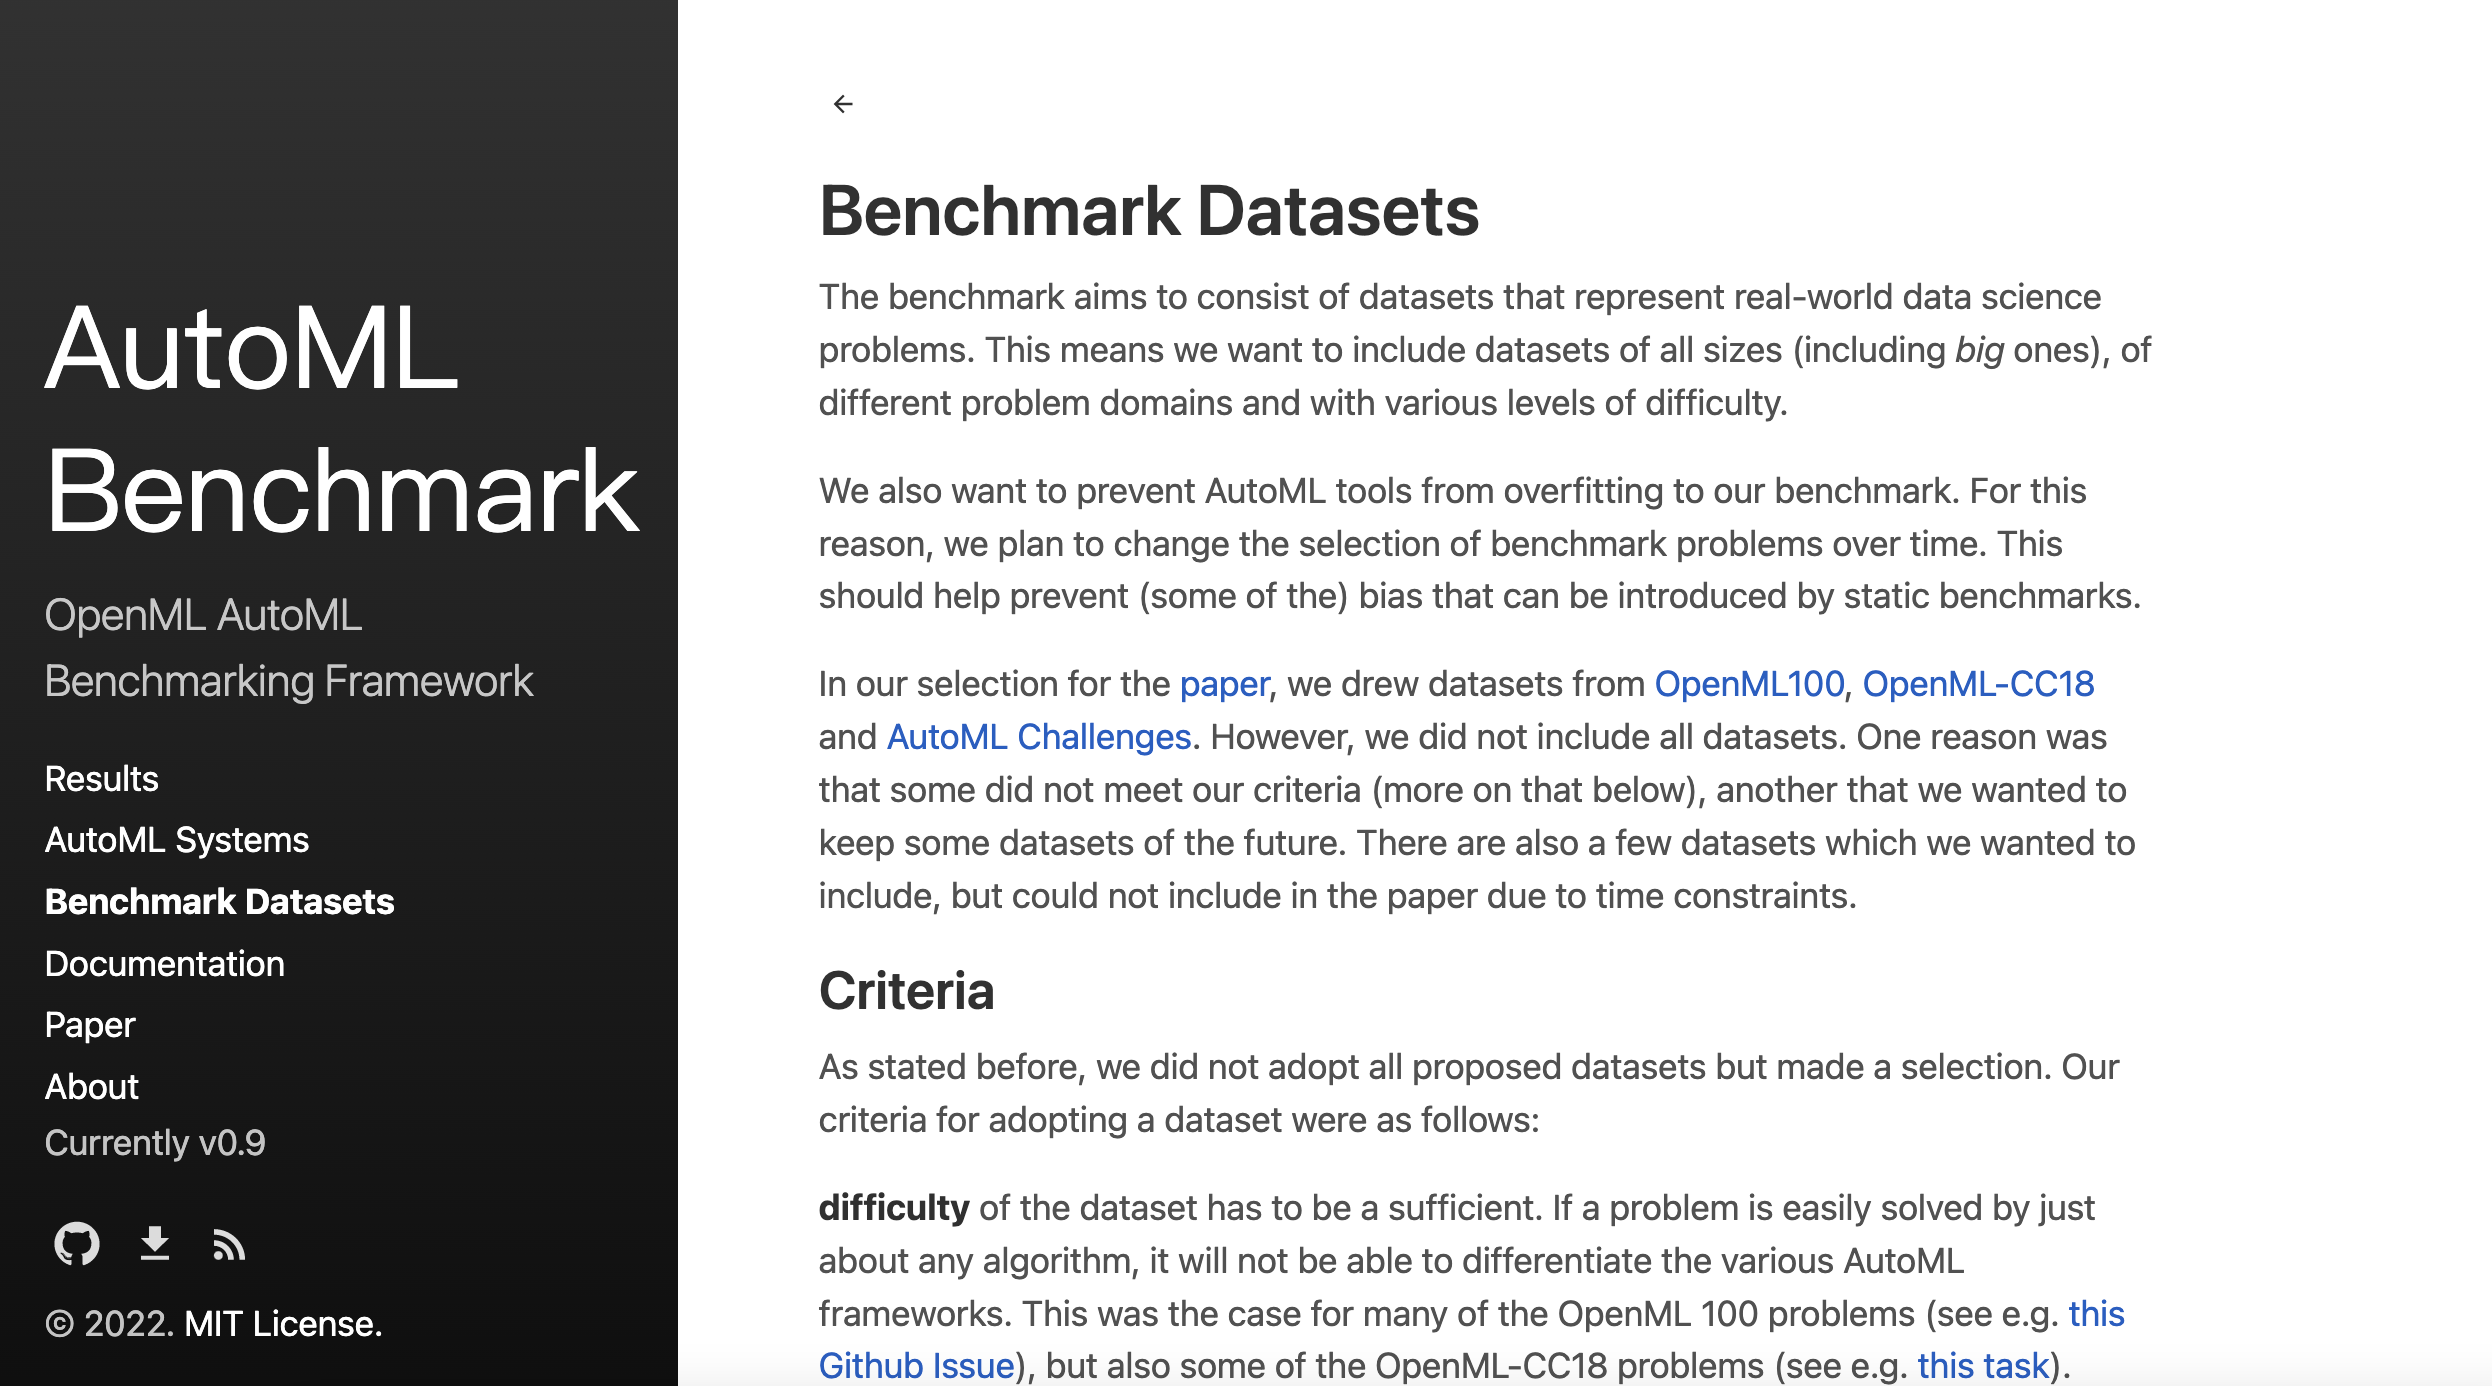 AutoML
Benchmark
OpenML AutoML
Benchmarking Framework
Results
AutoML Systems
Benchmark Datasets
Documentation
Paper
About
Currently v0.9
© 2022. MIT License.
←
Benchmark Datasets
The benchmark aims to consist of datasets that represent real-world data science
problems. This means we want to include datasets of all sizes (including big ones), of
different problem domains and with various levels of difficulty.
We also want to prevent AutoML tools from overfitting to our benchmark. For this
reason, we plan to change the selection of benchmark problems over time. This
should help prevent (some of the) bias that can be introduced by static benchmarks.
In our selection for the paper, we drew datasets from OpenML100, OpenML-CC18
and AutoML Challenges. However, we did not include all datasets. One reason was
that some did not meet our criteria (more on that below), another that we wanted to
keep some datasets of the future. There are also a few datasets which we wanted to
include, but could not include in the paper due to time constraints.
Criteria
As stated before, we did not adopt all proposed datasets but made a selection. Our
criteria for adopting a dataset were as follows:
difficulty of the dataset has to be a sufficient. If a problem is easily solved by just
about any algorithm, it will not be able to differentiate the various AutoML
frameworks. This was the case for many of the OpenML 100 problems (see e.g. this
Github Issue), but also some of the OpenML-CC18 problems (see e.g. this task).